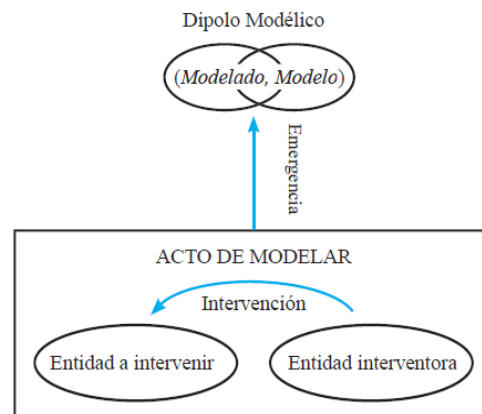 Dipolo Modélico
(Modelado, Modelo)
Emergencia
ACTO DE MODELAR
Intervención
Entidad a intervenir
Entidad interventora